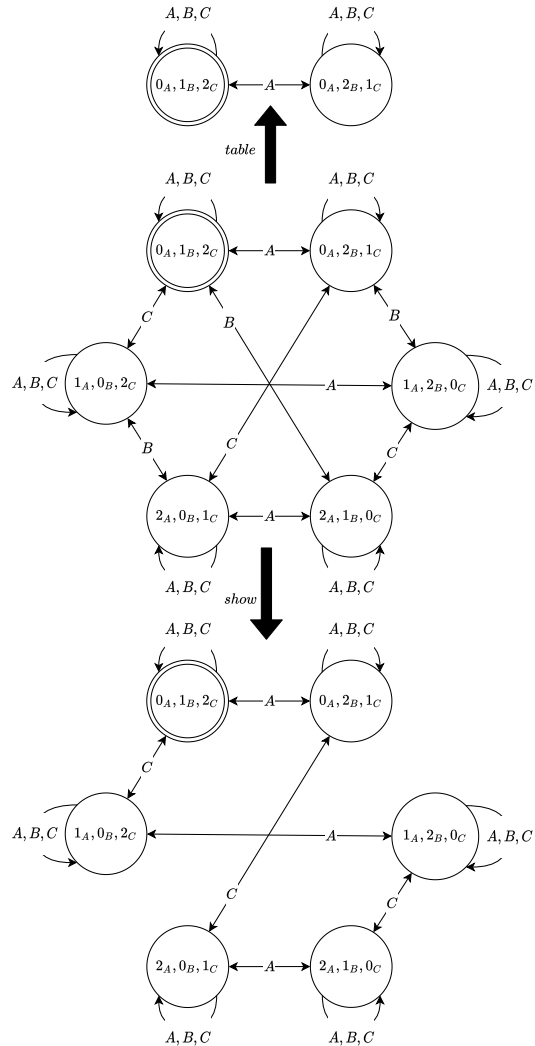 A, B, C A, B, C
0_A, 1_B, 2_C A 0_A, 2_B, 1_C
table
A, B, C A, B, C
0_A, 1_B, 2_C A 0_A, 2_B, 1_C
C B B
A, B, C 1_A, 0_B, 2_C A 1_A, 2_B, 0_C A, B, C
B C C
2_A, 0_B, 1_C A 2_A, 1_B, 0_C
A, B, C A, B, C
show
A, B, C A, B, C
0_A, 1_B, 2_C A 0_A, 2_B, 1_C
C
A, B, C 1_A, 0_B, 2_C A 1_A, 2_B, 0_C A, B, C
C C
2_A, 0_B, 1_C A 2_A, 1_B, 0_C
A, B, C A, B, C